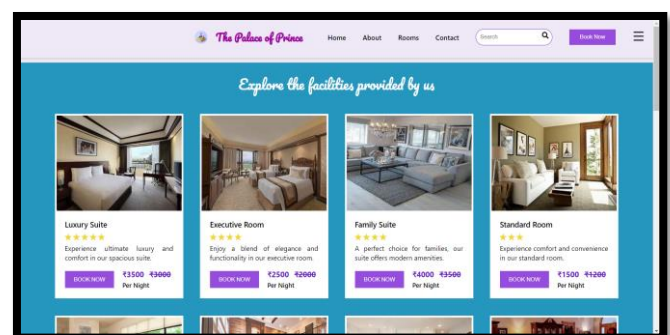 The Palace of Prince Home About Rooms Contact Search Book Now
Explore the facilities provided by us
Luxury Suite
Experience ultimate luxury and
comfort in our spacious suite.
BOOK NOW ₹3500 ₹3000
Per Night
Executive Room
Enjoy a blend of elegance and
functionality in our executive room.
BOOK NOW ₹2500 ₹2000
Per Night
Family Suite
A perfect choice for families, our
suite offers modern amenities.
BOOK NOW ₹4000 ₹3500
Per Night
Standard Room
Experience comfort and convenience
in our standard room.
BOOK NOW ₹1500 ₹1200
Per Night